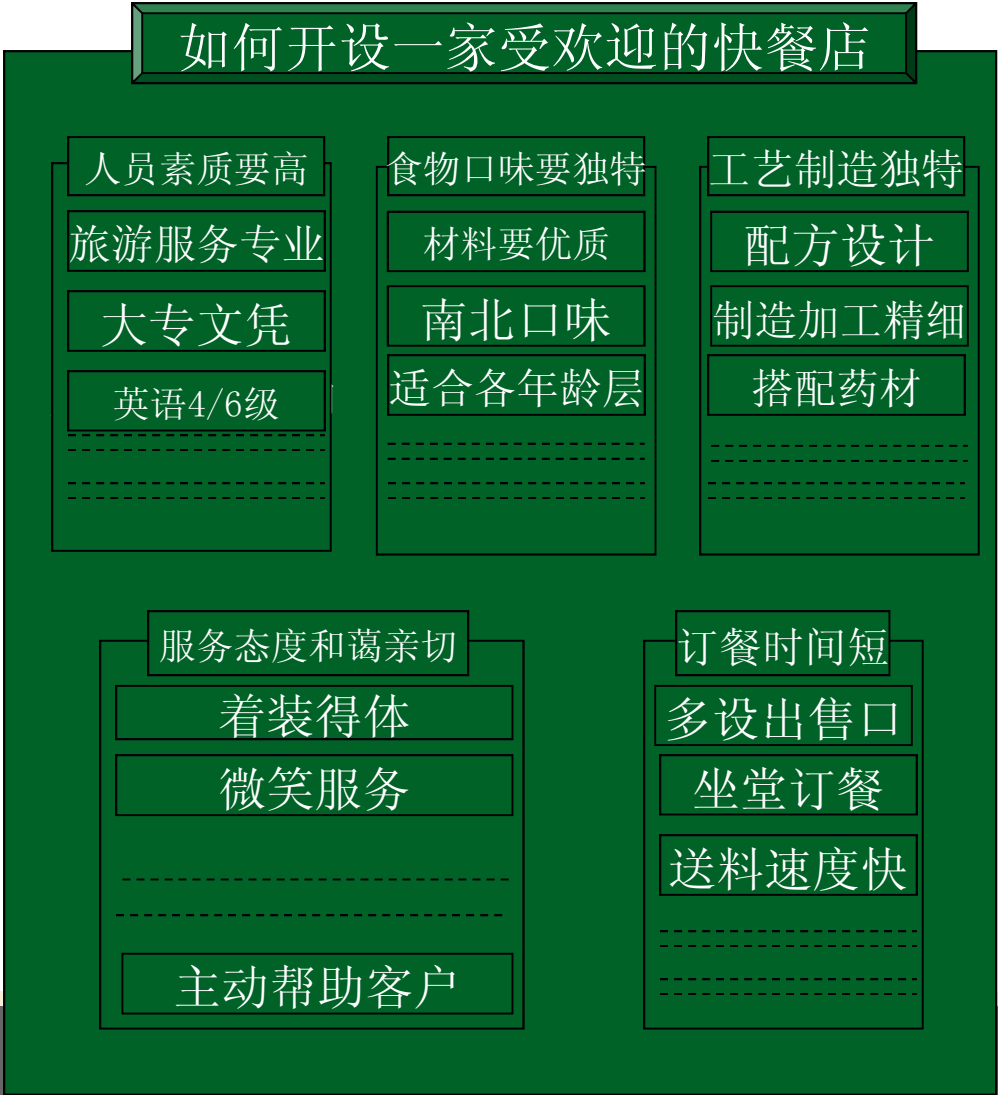 如何开设一家受欢迎的快餐店
人员素质要高
旅游服务专业
大专文凭
英语4/6级
食物口味要独特
材料要优质
南北口味
适合各年龄层
工艺制造独特
配方设计
制造加工精细
搭配药材
服务态度和蔼亲切
着装得体
微笑服务
主动帮助客户
订餐时间短
多设出售口
坐堂订餐
送料速度快